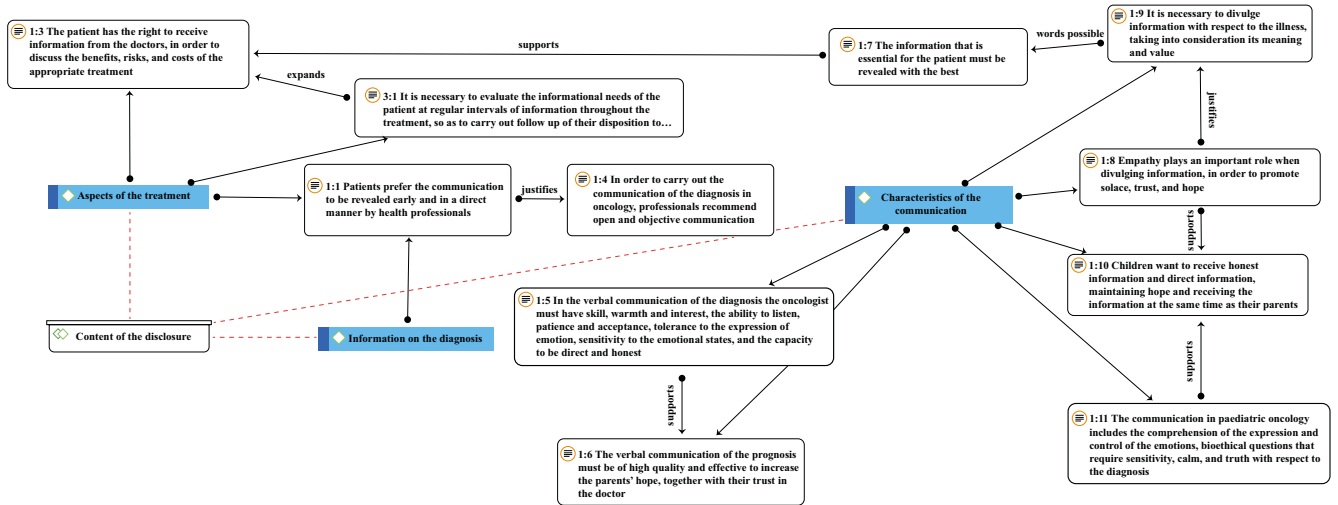 1:3 The patient has the right to receive
information from the doctors, in order to
discuss the benefits, risks, and costs of the
appropriate treatment
supports
1:7 The information that is
essential for the patient must be
revealed with the best
words possible
1:9 It is necessary to divulge
information with respect to the illness,
taking into consideration its meaning
and value
expands
3:1 It is necessary to evaluate the informational needs of the
patient at regular intervals of information throughout the
treatment, so as to carry out follow up of their disposition to…
justifies
Aspects of the treatment
1:1 Patients prefer the communication
to be revealed early and in a direct
manner by health professionals
justifies
1:4 In order to carry out the
communication of the diagnosis in
oncology, professionals recommend
open and objective communication
Characteristics of the
communication
1:8 Empathy plays an important role when
divulging information, in order to promote
solace, trust, and hope
supports
1:10 Children want to receive honest
information and direct information,
maintaining hope and receiving the
information at the same time as their parents
Content of the disclosure
Information on the diagnosis
1:5 In the verbal communication of the diagnosis the oncologist
must have skill, warmth and interest, the ability to listen,
patience and acceptance, tolerance to the expression of
emotion, sensitivity to the emotional states, and the capacity
to be direct and honest
supports
supports
1:6 The verbal communication of the prognosis
must be of high quality and effective to increase
the parents' hope, together with their trust in
the doctor
1:11 The communication in paediatric oncology
includes the comprehension of the expression and
control of the emotions, bioethical questions that
require sensitivity, calm, and truth with respect to
the diagnosis